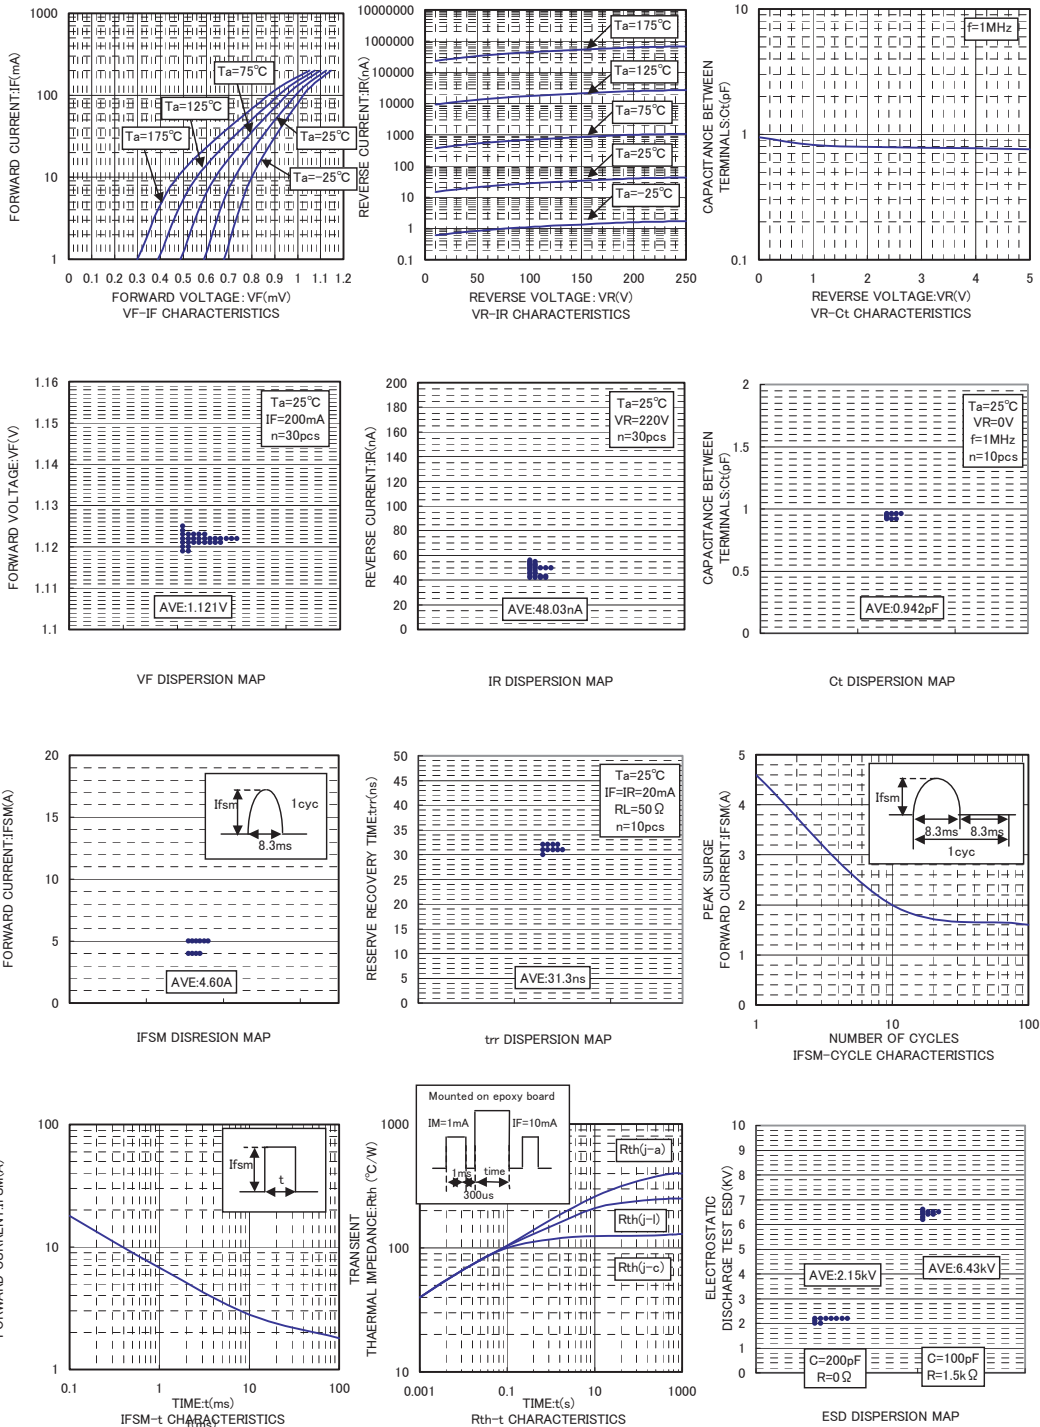 FORWARD CURRENT:IF(mA)
1000
100
10
1
Ta=75℃
Ta=125℃
Ta=175℃
Ta=25℃
Ta=-25℃
0 0.1 0.2 0.3 0.4 0.5 0.6 0.7 0.8 0.9 1 1.1 1.2
FORWARD VOLTAGE:VF(mV)
VF-IF CHARACTERISTICS
REVERSE CURRENT:IR(nA)
10000000
1000000
100000
10000
1000
100
10
1
0.1
Ta=175℃
Ta=125℃
Ta=75℃
Ta=25℃
Ta=-25℃
0 50 100 150 200 250
REVERSE VOLTAGE:VR(V)
VR-IR CHARACTERISTICS
CAPACITANCE BETWEEN
TERMINALS:Ct(pF)
10
1
0.1
f=1MHz
0 1 2 3 4 5
REVERSE VOLTAGE:VR(V)
VR-Ct CHARACTERISTICS
FORWARD VOLTAGE:VF(V)
1.16
1.15
1.14
1.13
1.12
1.11
1.1
Ta=25℃
IF=200mA
n=30pcs
AVE:1.121V
VF DISPERSION MAP
REVERSE CURRENT:IR(nA)
200
180
160
140
120
100
80
60
40
20
0
Ta=25℃
VR=220V
n=30pcs
AVE:48.03nA
IR DISPERSION MAP
CAPACITANCE BETWEEN
TERMINALS:Ct(pF)
2
1.5
1
0.5
0
Ta=25℃
VR=0V
f=1MHz
n=10pcs
AVE:0.942pF
Ct DISPERSION MAP
FORWARD CURRENT:IFSM(A)
20
15
10
5
0
Ifsm
1cyc
8.3ms
AVE:4.60A
IFSM DISRESION MAP
RESERVE RECOVERY TIME:trr(ns)
50
45
40
35
30
25
20
15
10
5
0
Ta=25℃
IF=IR=20mA
RL=50Ω
n=10pcs
AVE:31.3ns
trr DISPERSION MAP
PEAK SURGE
FORWARD CURRENT:IFSM(A)
5
4
3
2
1
0
Ifsm
8.3ms 8.3ms
1cyc
1 10 100
NUMBER OF CYCLES
IFSM-CYCLE CHARACTERISTICS
100
10
1
Ifsm
t
0.1 1 10 100
TIME:t(ms)
IFSM-t CHARACTERISTICS
TRANSIENT
THAERMAL IMPEDANCE:Rth (℃/W)
1000
100
10
Mounted on epoxy board
IM=1mA IF=10mA
1ms time
300us
Rth(j-a)
Rth(j-l)
Rth(j-c)
0.001 0.1 10 1000
TIME:t(s)
Rth-t CHARACTERISTICS
ELECTROSTATIC
DISCHARGE TEST ESD(KV)
10
9
8
7
6
5
4
3
2
1
0
AVE:2.15kV
AVE:6.43kV
C=200pF
R=0Ω
C=100pF
R=1.5kΩ
ESD DISPERSION MAP